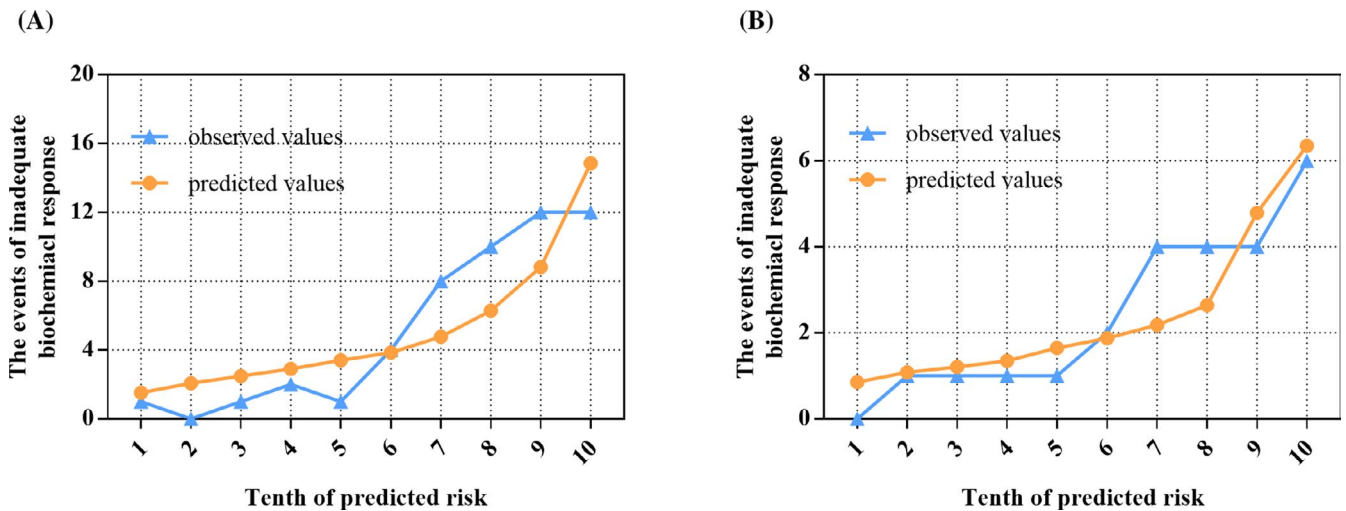 (A)
The events of inadequate
biochemiacl response
20
16
12
8
4
0
observed values
predicted values
1 2 3 4 5 6 7 8 9 10
Tenth of predicted risk
(B)
The events of inadequate
biochemiacl response
8
6
4
2
0
observed values
predicted values
1 2 3 4 5 6 7 8 9 10
Tenth of predicted risk